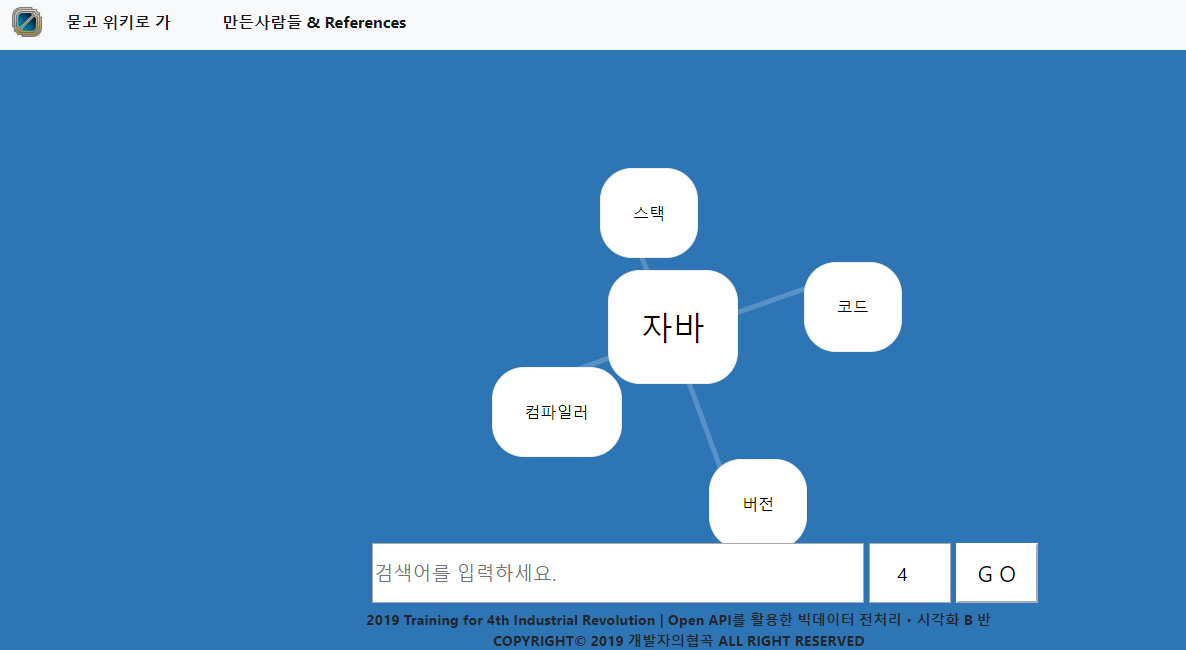 묻고 위키로 가 만든사람들 & References
스택
코드
자바
컴파일러
버전
검색어를 입력하세요. 4 G O
2019 Training for 4th Industrial Revolution | Open API를 활용한 빅데이터 전처리・시각화 B 반
COPYRIGHT© 2019 개발자의협곡 ALL RIGHT RESERVED